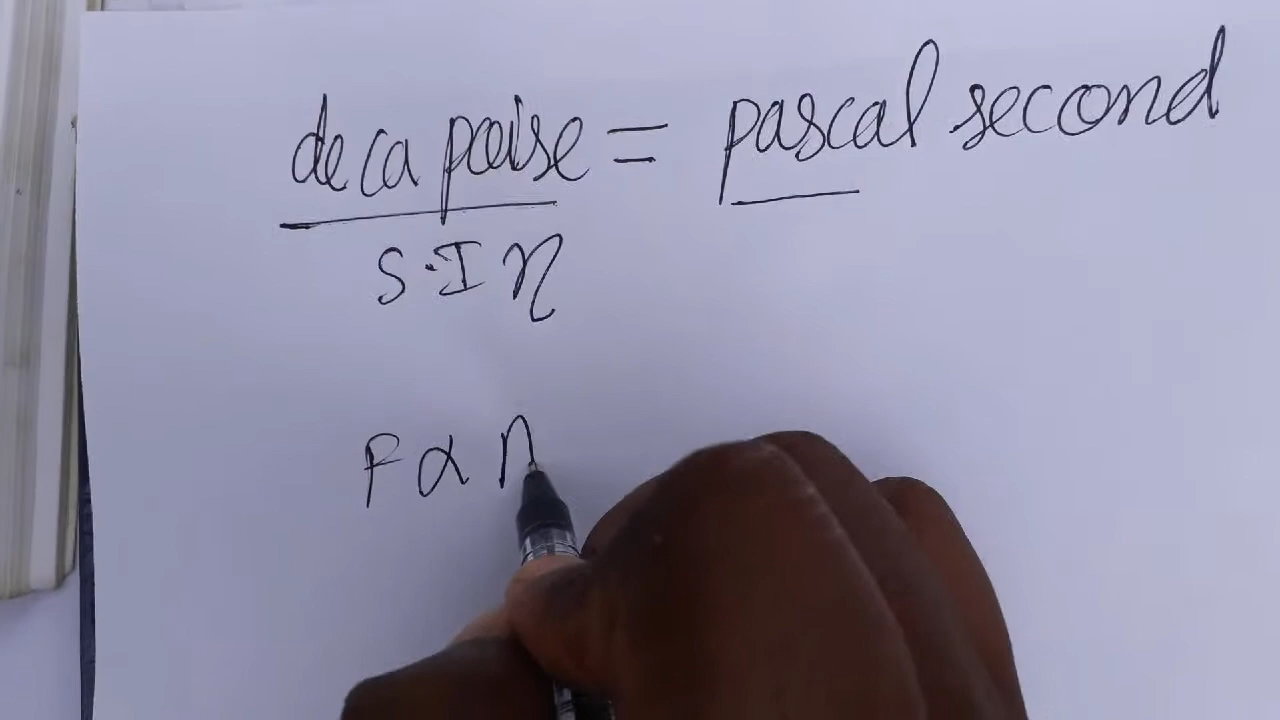 deca poise = pascal second
S.I η
F α η